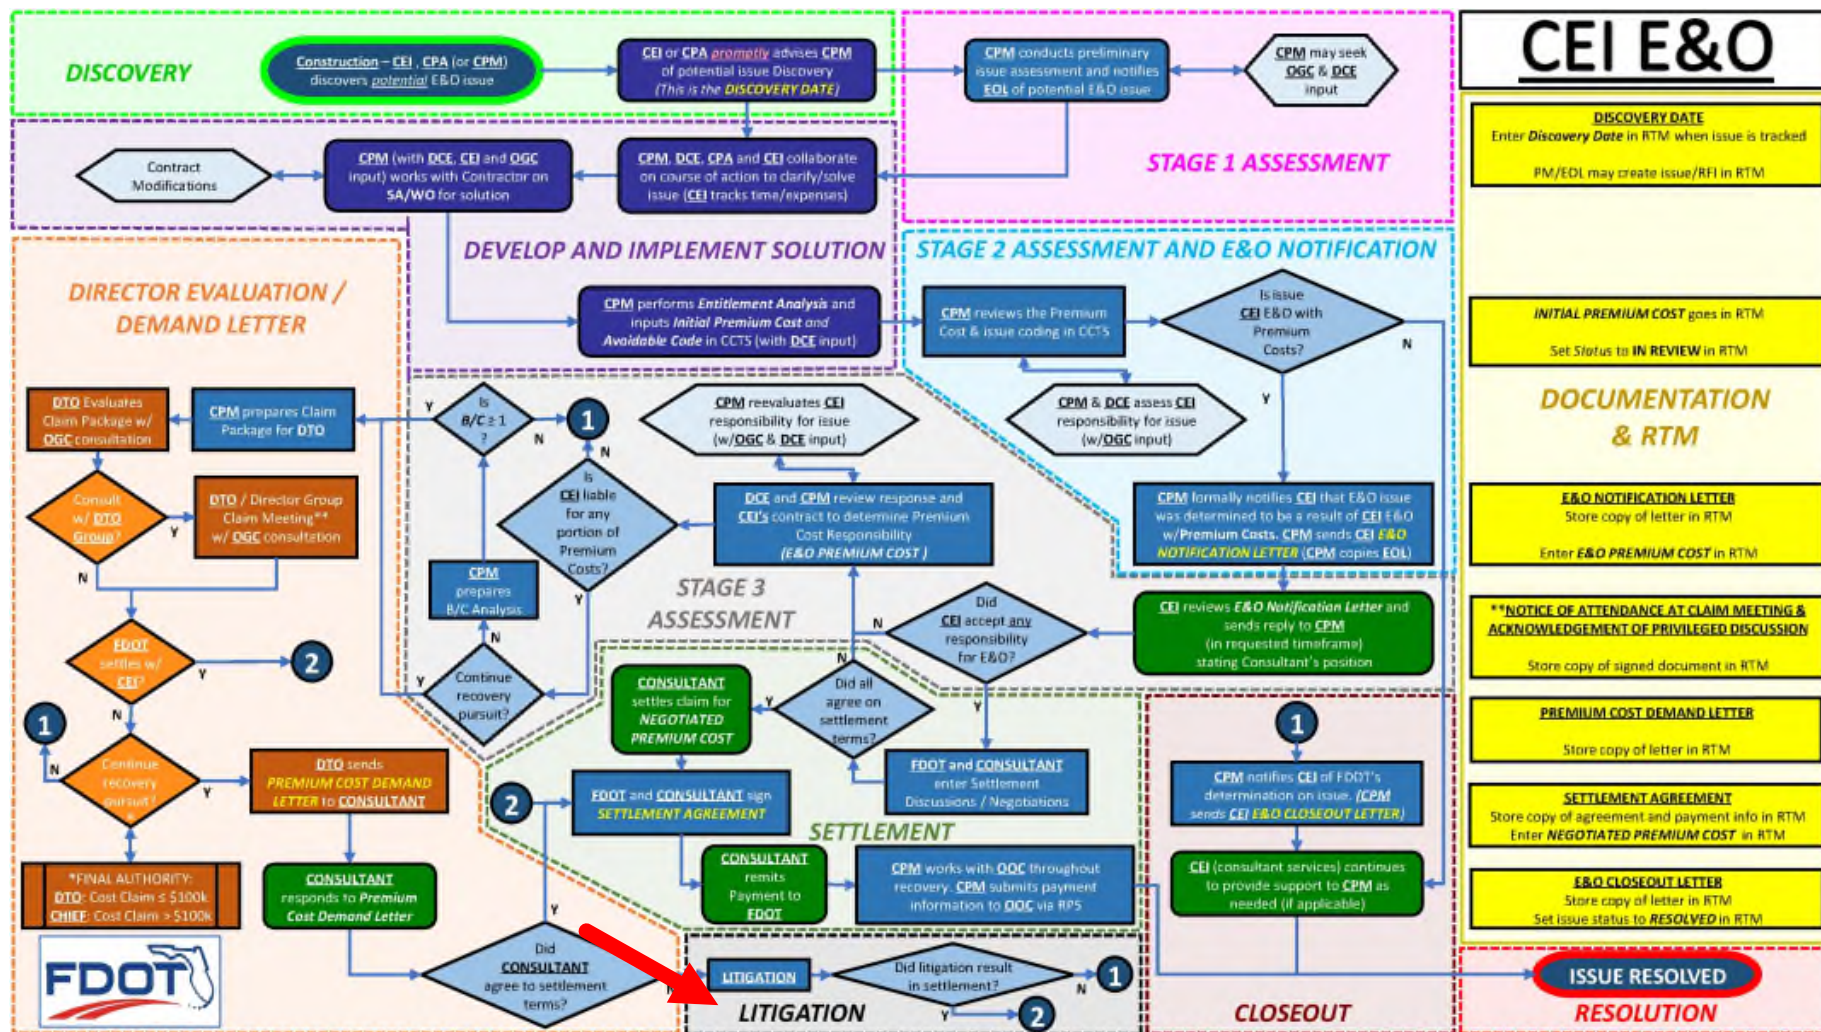 DISCOVERY
Construction – CEI , CPA (or CPM)
discovers potential E&O issue
CEI or CPA promptly advises CPM
of potential issue Discovery
(This is the DISCOVERY DATE)
CPM conducts preliminary
issue assessment and notifies
EOL of potential E&O issue
CPM may seek
OGC & DCE
input
STAGE 1 ASSESSMENT
Contract
Modifications
CPM (with DCE, CEI and OGC
input) works with Contractor on
SA/WO for solution
CPM, DCE, CPA and CEI collaborate
on course of action to clarify/solve
issue (CEI tracks time/expenses)
DEVELOP AND IMPLEMENT SOLUTION
CPM performs Entitlement Analysis and
inputs Initial Premium Cost and
Avoidable Code in CCTS (with DCE input)
STAGE 2 ASSESSMENT AND E&O NOTIFICATION
CPM reviews the Premium
Cost & issue coding in CCTS
Is issue
CEI E&O with
Premium
Costs?
N
Y
CPM & DCE assess CEI
responsibility for issue
(w/OGC input)
CPM formally notifies CEI that E&O issue
was determined to be a result of CEI E&O
w/Premium Costs. CPM sends CEI E&O
NOTIFICATION LETTER (CPM copies EOL)
CEI reviews E&O Notification Letter and
sends reply to CPM
(in requested timeframe)
stating Consultant's position
Did
CEI accept any
responsibility
for E&O?
N
Y
STAGE 3
ASSESSMENT
CPM reevaluates CEI
responsibility for issue
(w/OGC & DCE input)
DCE and CPM review response and
CEI's contract to determine Premium
Cost Responsibility
(E&O PREMIUM COST )
Is
CEI liable
for any
portion of
Premium
Costs?
N
Y
1
Is
B/C ≥ 1
?
Y
N
CPM
prepares
B/C Analysis
N
Continue
recovery
pursuit?
Y
DIRECTOR EVALUATION /
DEMAND LETTER
DTO Evaluates
Claim Package w/
OGC consultation
CPM prepares Claim
Package for DTO
Consult
w/ DTO
Group?
Y
N
DTO / Director Group
Claim Meeting**
w/ OGC consultation
FDOT
settles w/
CEI?
Y
2
N
1
N
Continue
recovery
pursuit?
*
Y
DTO sends
PREMIUM COST DEMAND
LETTER to CONSULTANT
*FINAL AUTHORITY:
DTO: Cost Claim ≤ $100k
CHIEF: Cost Claim > $100k
CONSULTANT
responds to Premium
Cost Demand Letter
FDOT
Did
CONSULTANT
agree to settlement
terms?
Y
N
SETTLEMENT
CONSULTANT
settles claim for
NEGOTIATED
PREMIUM COST
Did all
agree on
settlement
terms?
Y
N
FDOT and CONSULTANT
enter Settlement
Discussions / Negotiations
2
FDOT and CONSULTANT sign
SETTLEMENT AGREEMENT
CONSULTANT
remits
Payment to
FDOT
CPM works with OOC throughout
recovery. CPM submits payment
information to OOC via RPS
LITIGATION
Did litigation result
in settlement?
N
1
Y
2
LITIGATION
1
CPM notifies CEI of FDOT's
determination on issue. (CPM
sends CEI E&O CLOSEOUT LETTER)
CEI (consultant services) continues
to provide support to CPM as
needed (if applicable)
CLOSEOUT
CEI E&O
DISCOVERY DATE
Enter Discovery Date in RTM when issue is tracked
PM/EOL may create issue/RFI in RTM
INITIAL PREMIUM COST goes in RTM
Set Status to IN REVIEW in RTM
DOCUMENTATION
& RTM
E&O NOTIFICATION LETTER
Store copy of letter in RTM
Enter E&O PREMIUM COST in RTM
**NOTICE OF ATTENDANCE AT CLAIM MEETING &
ACKNOWLEDGEMENT OF PRIVILEGED DISCUSSION
Store copy of signed document in RTM
PREMIUM COST DEMAND LETTER
Store copy of letter in RTM
SETTLEMENT AGREEMENT
Store copy of agreement and payment info in RTM
Enter NEGOTIATED PREMIUM COST in RTM
E&O CLOSEOUT LETTER
Store copy of letter in RTM
Set issue status to RESOLVED in RTM
ISSUE RESOLVED
RESOLUTION